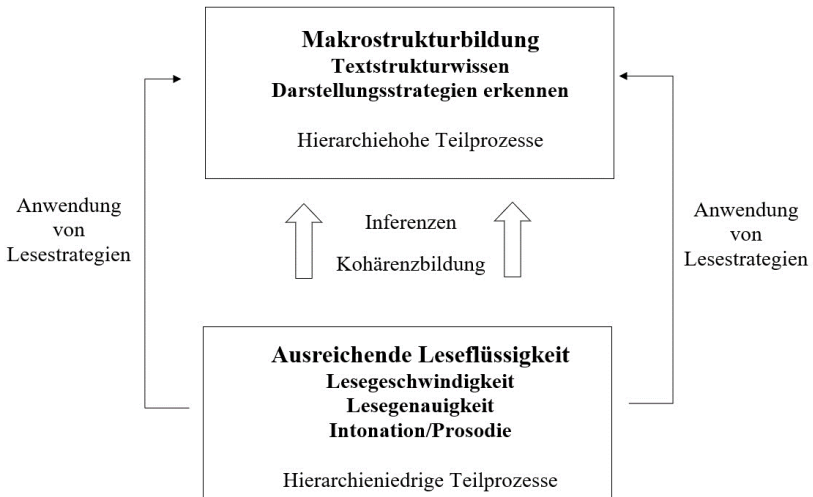 Makrostrukturbildung
Textstrukturwissen
Darstellungsstrategien erkennen
Hierarchiehohe Teilprozesse
Anwendung
von
Lesestrategien
Inferenzen
Kohärenzbildung
Anwendung
von
Lesestrategien
Ausreichende Leseflüssigkeit
Lesegeschwindigkeit
Lesegenauigkeit
Intonation/Prosodie
Hierarchieniedrige Teilprozesse